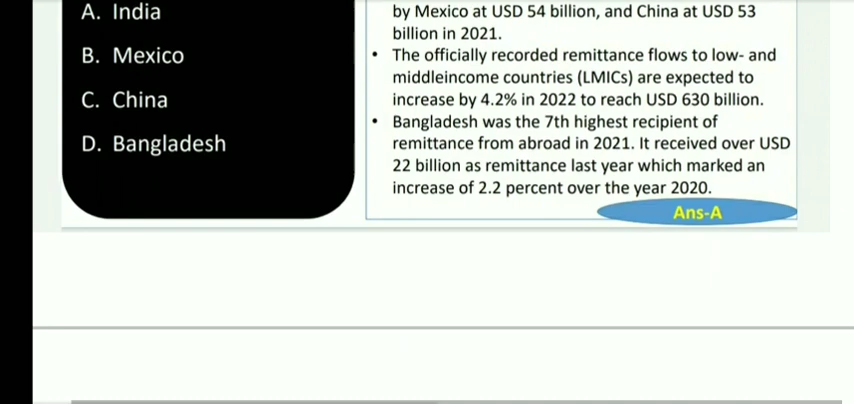 A. India
B. Mexico
C. China
D. Bangladesh
by Mexico at USD 54 billion, and China at USD 53
billion in 2021.
• The officially recorded remittance flows to low- and
middleincome countries (LMICs) are expected to
increase by 4.2% in 2022 to reach USD 630 billion.
• Bangladesh was the 7th highest recipient of
remittance from abroad in 2021. It received over USD
22 billion as remittance last year which marked an
increase of 2.2 percent over the year 2020.
Ans-A